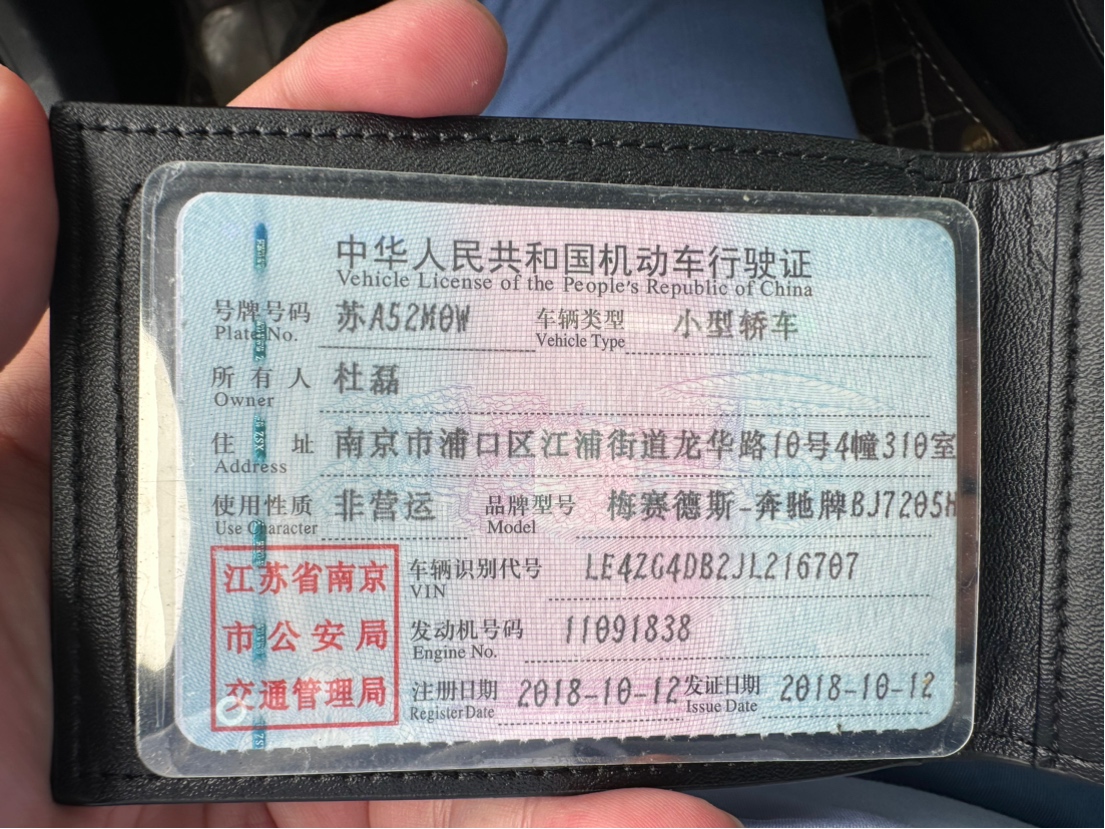 中华人民共和国机动车行驶证
Vehicle License of the People's Republic of China
号牌号码 苏A52M0W 车辆类型 小型轿车
Plate No. Vehicle Type
所有人 杜磊
Owner
住址 南京市浦口区江浦街道龙华路10号4幢310室
Address
使用性质 非营运 品牌型号 梅赛德斯-奔驰牌BJ7205H
Use Character Model
江苏省南京
市公安局
交通管理局
车辆识别代号 LE4ZG4DB2JL216707
VIN
发动机号码 11091838
Engine No.
注册日期 2018-10-12 发证日期 2018-10-12
Register Date Issue Date